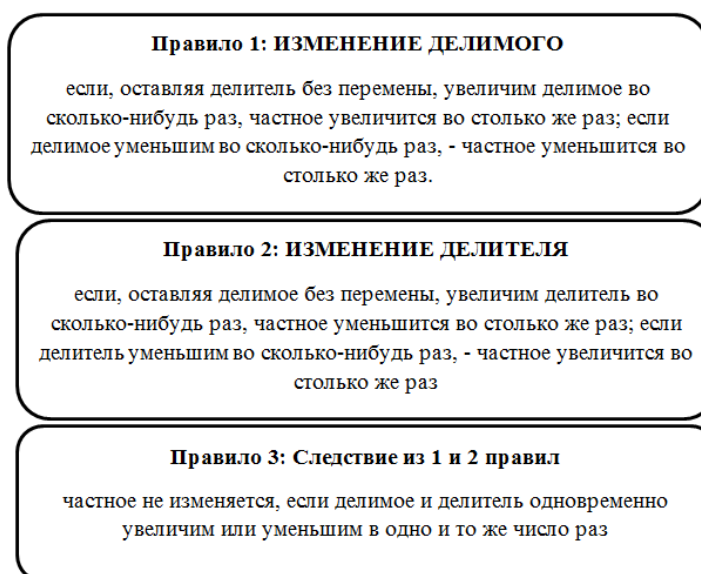 Правило 1: ИЗМЕНЕНИЕ ДЕЛИМОГО
если, оставляя делитель без перемены, увеличим делимое во
сколько-нибудь раз, частное увеличится во столько же раз; если
делимое уменьшим во сколько-нибудь раз, - частное уменьшится во
столько же раз.
Правило 2: ИЗМЕНЕНИЕ ДЕЛИТЕЛЯ
если, оставляя делимое без перемены, увеличим делитель во
сколько-нибудь раз, частное уменьшится во столько же раз; если
делитель уменьшим во сколько-нибудь раз, - частное увеличится во
столько же раз
Правило 3: Следствие из 1 и 2 правил
частное не изменяется, если делимое и делитель одновременно
увеличим или уменьшим в одно и то же число раз